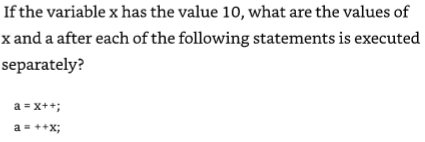 If the variable x has the value 10, what are the values of
x and a after each of the following statements is executed
separately?
a = x++;
a = ++x;